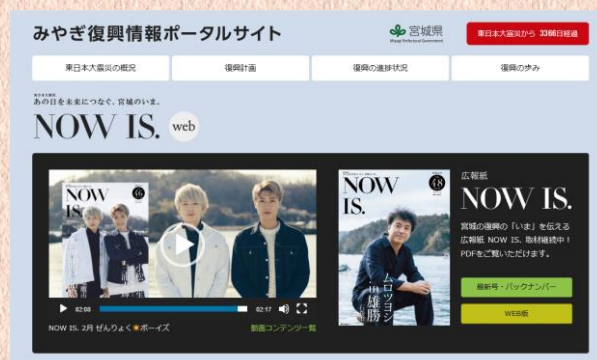 みやぎ復興情報ポータルサイト
宮城県
Miyagi Prefectural Government
東日本大震災から 3366日経過
東日本大震災の概況
復興計画
復興の進捗状況
復興の歩み
あの日を未来につなぐ、宮城のいま。
NOW IS. web
NOW
IS.
46
NOW
IS.
48
ムロツヨシ
in 雄勝
広報紙
NOW IS.
宮城の復興の「いま」を伝える
広報紙 NOW IS. 取材継続中！
PDFをご覧いただけます。
最新号・バックナンバー
WEB版
02:08
02:17
NOW IS. 2月 ぜんりょく☀ボーイズ
動画コンテンツ一覧